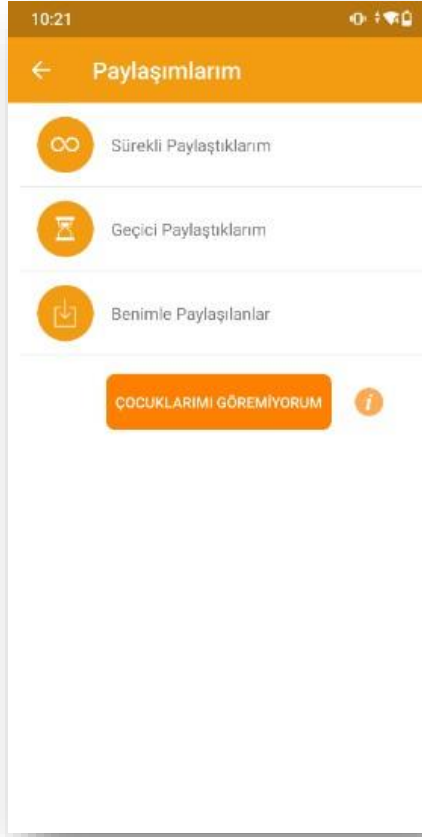 10:21
Paylaşımlarım
Sürekli Paylaştıklarım
Geçici Paylaştıklarım
Benimle Paylaşılanlar
ÇOCUKLARIMI GÖREMİYORUM
i